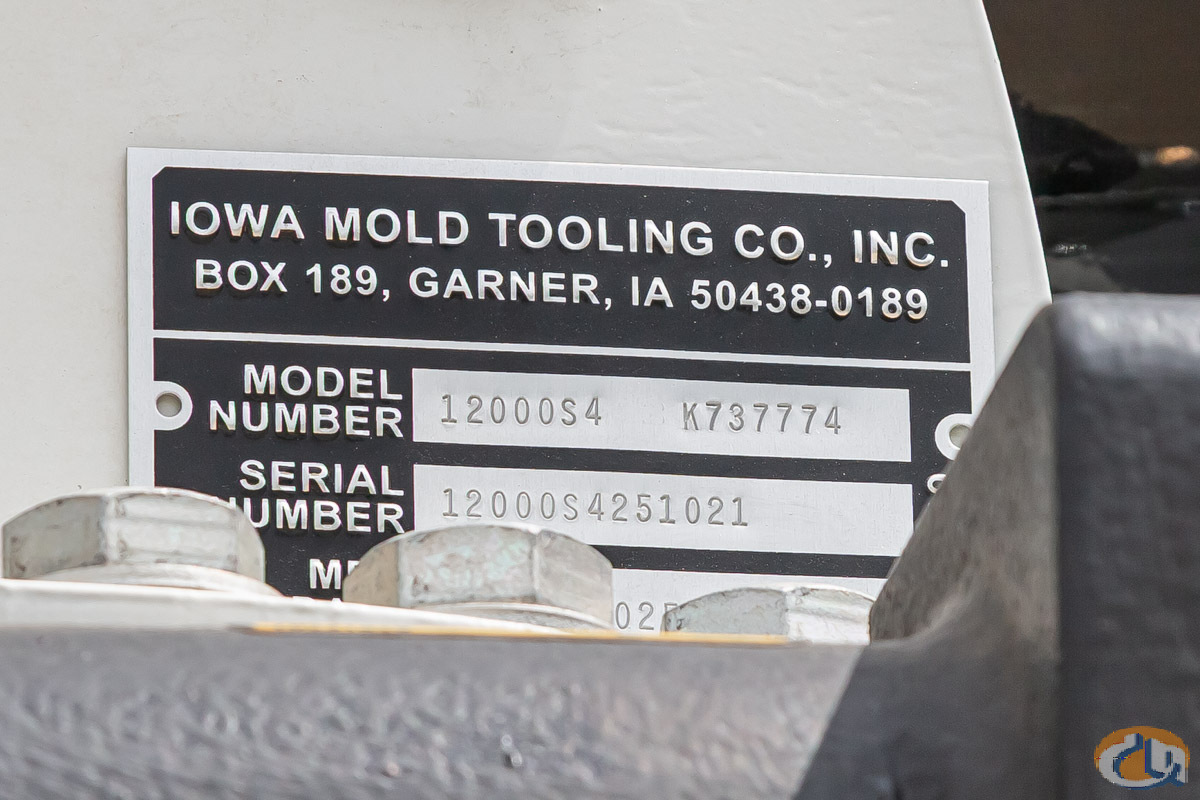 IOWA MOLD TOOLING CO., INC.
BOX 189, GARNER, IA 50438-0189
MODEL NUMBER 12000S4 K737774
SERIAL NUMBER 12000S4251021